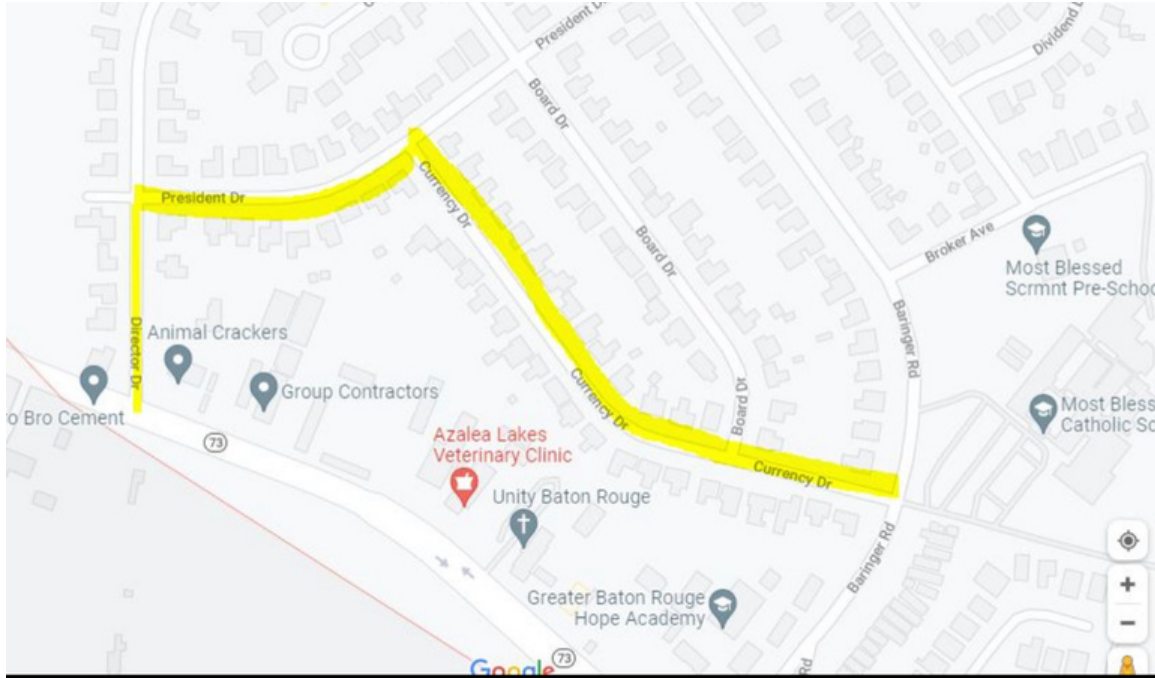 President Dr
Dividend
Board Dr
President Dr
Currency Dr
Board Dr
Broker Ave
Most Blessed
Scrmnt Pre-Schoo
Baringer Rd
Director Dr
Animal Crackers
Group Contractors
o Bro Cement
Currency Dr
Board Dr
Most Bless
Catholic Sc
73
Azalea Lakes
Veterinary Clinic
Currency Dr
Unity Baton Rouge
Baringer Rd
Greater Baton Rouge
Hope Academy
Google
73
Rd
+
−